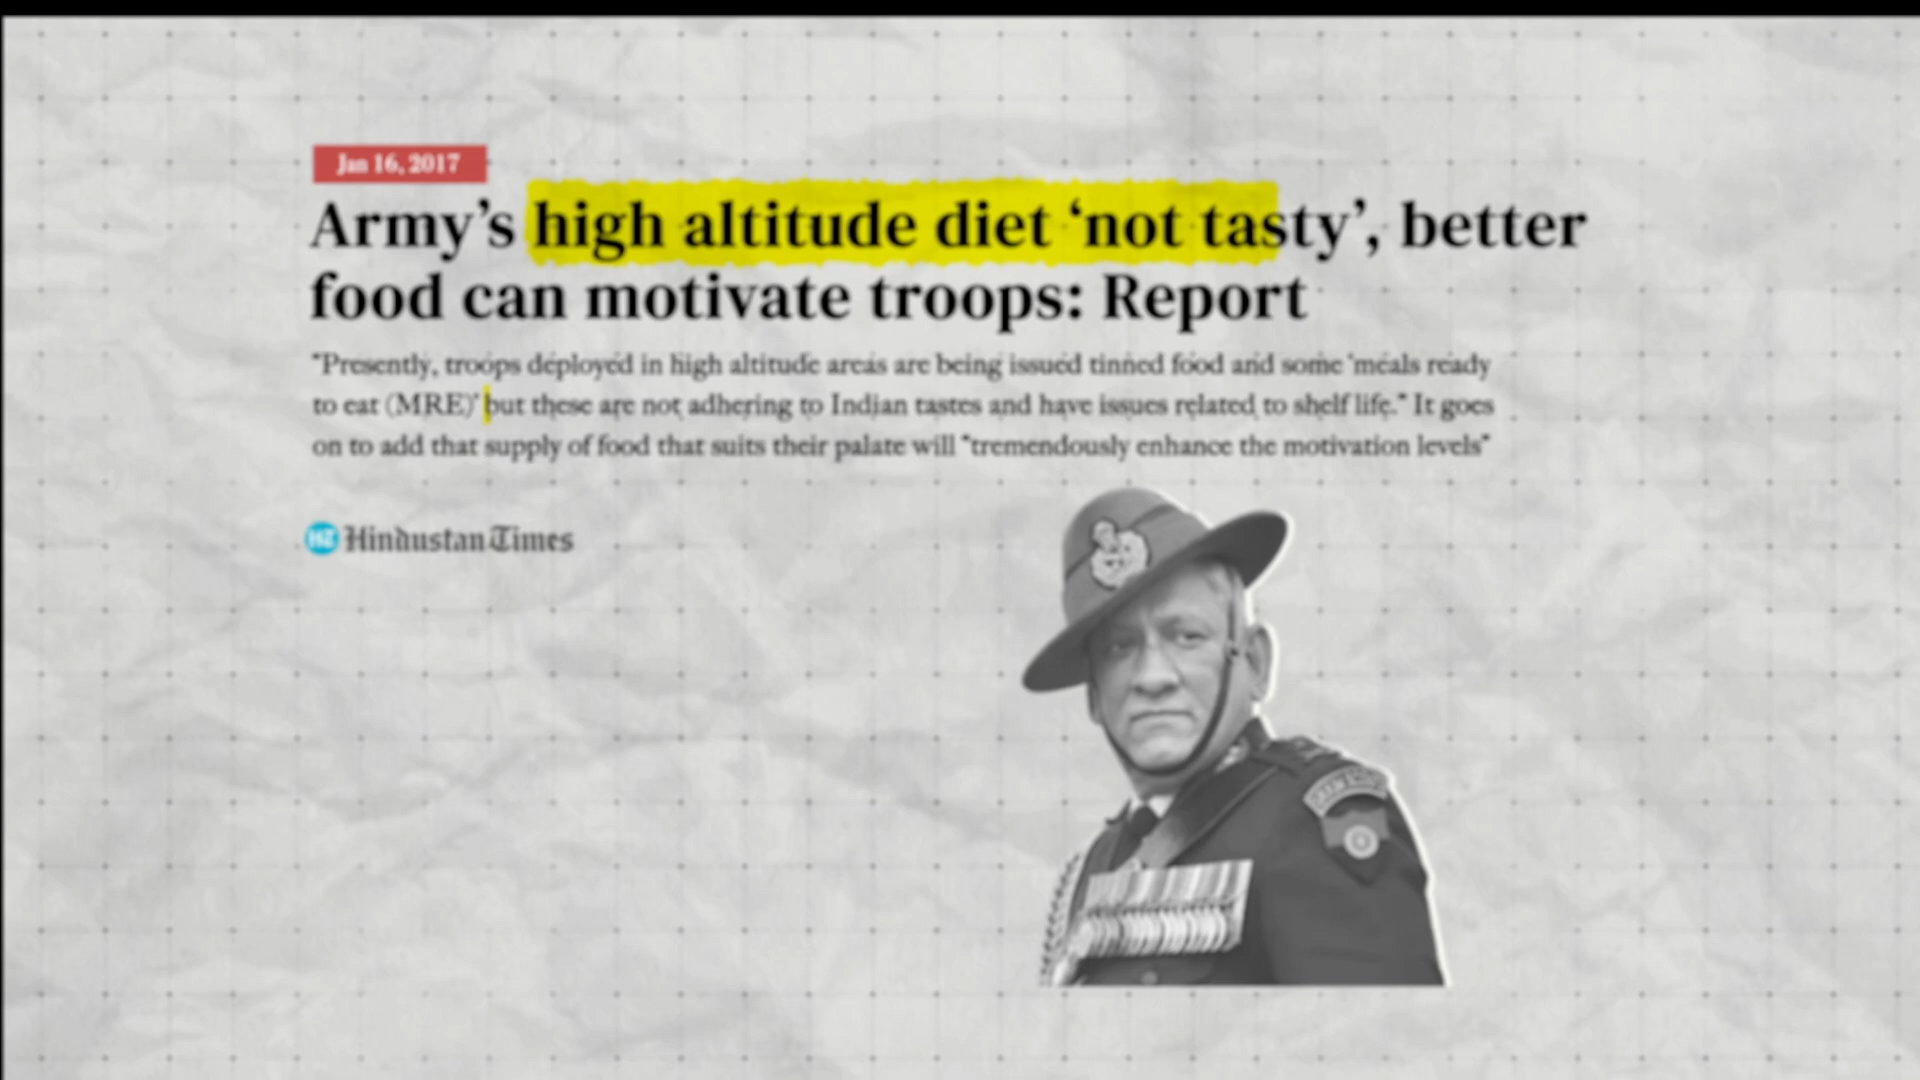 Jan 16, 2017
Army’s high altitude diet ‘not tasty’, better
food can motivate troops: Report
"Presently, troops deployed in high altitude areas are being issued tinned food and some 'meals ready
to eat (MRE)' but these are not adhering to Indian tastes and have issues related to shelf life." It goes
on to add that supply of food that suits their palate will "tremendously enhance the motivation levels"
HT Hindustan Times